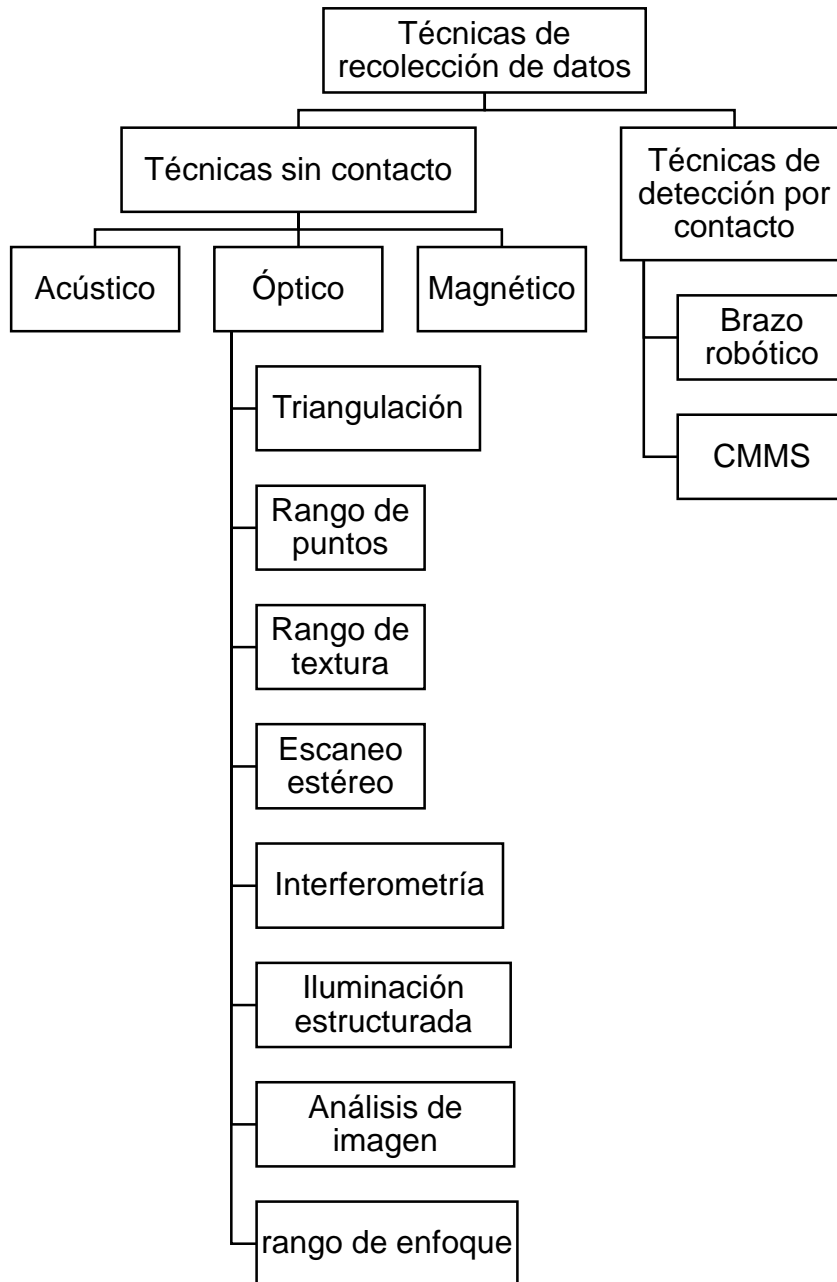 Técnicas de
recolección de datos
Técnicas sin contacto
Técnicas de
detección por
contacto
Acústico
Óptico
Magnético
Brazo
robótico
CMMS
Triangulación
Rango de
puntos
Rango de
textura
Escaneo
estéreo
Interferometría
Iluminación
estructurada
Análisis de
imagen
rango de enfoque